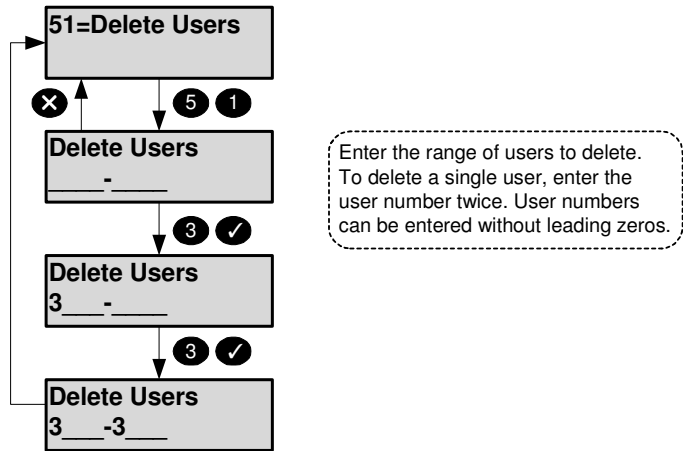 51=Delete Users
✕
5 1
Delete Users
____-____
Enter the range of users to delete.
To delete a single user, enter the
user number twice. User numbers
can be entered without leading zeros.
3 ✓
Delete Users
3___-____
3 ✓
Delete Users
3___-3___